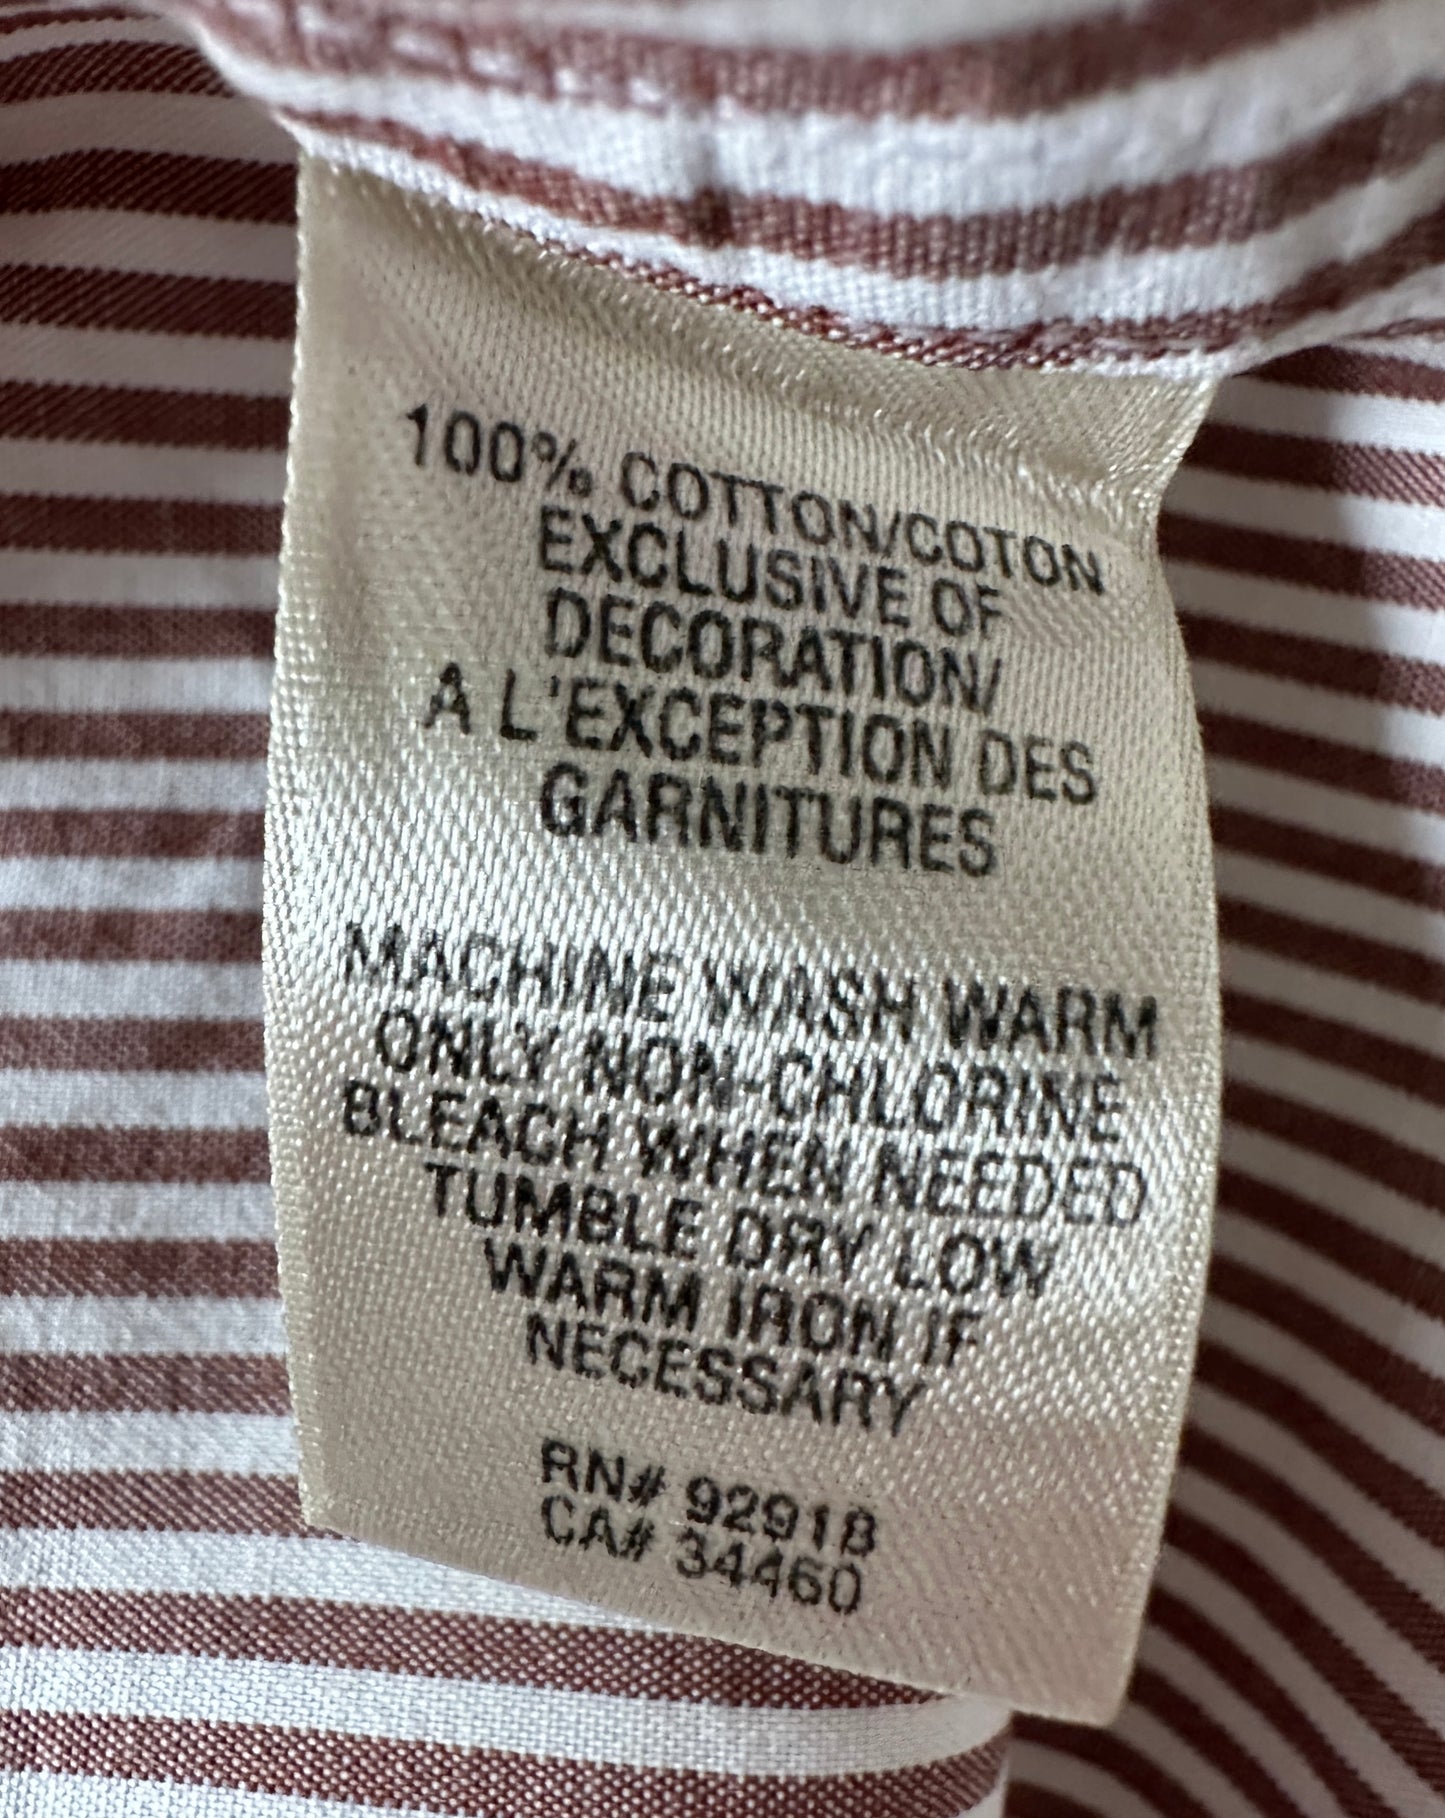 100% COTTON/COTON
EXCLUSIVE OF
DECORATION/
A L'EXCEPTION DES
GARNITURES
MACHINE WASH WARM
ONLY NON-CHLORINE
BLEACH WHEN NEEDED
TUMBLE DRY LOW
WARM IRON IF
NECESSARY
RN# 92918
CA# 34460